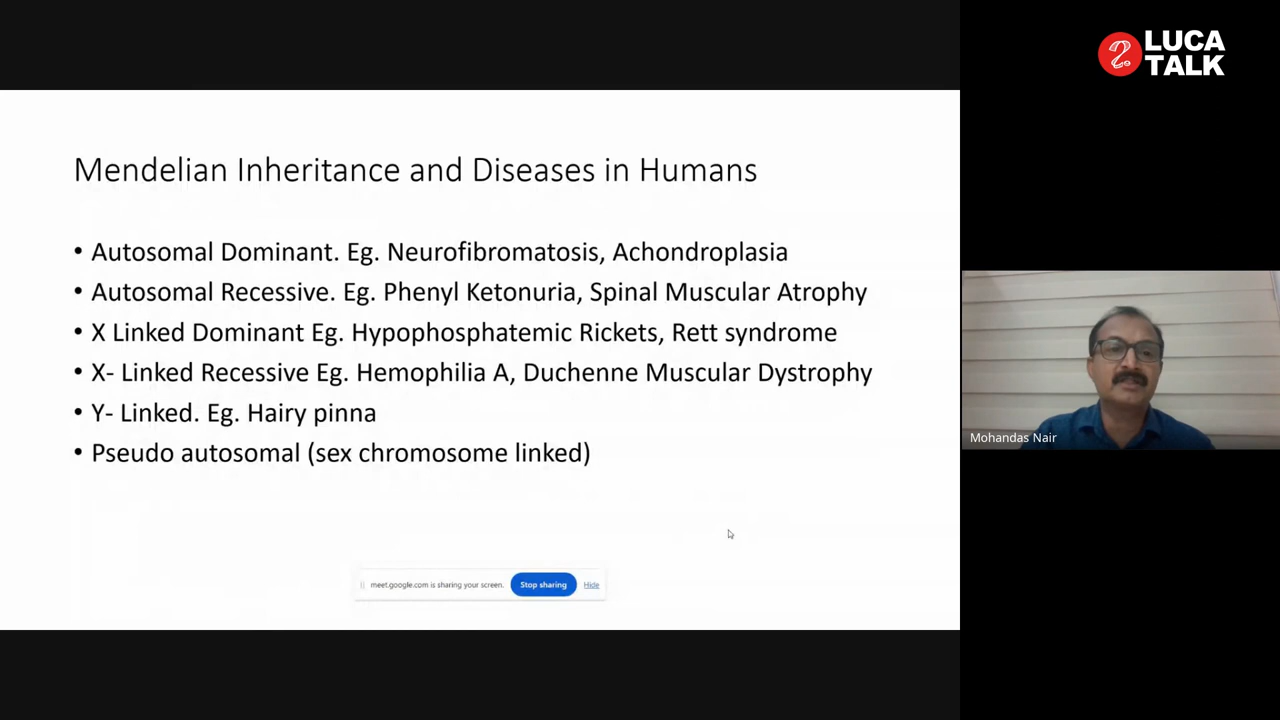 LUCA
TALK
Mendelian Inheritance and Diseases in Humans
• Autosomal Dominant. Eg. Neurofibromatosis, Achondroplasia
• Autosomal Recessive. Eg. Phenyl Ketonuria, Spinal Muscular Atrophy
• X Linked Dominant Eg. Hypophosphatemic Rickets, Rett syndrome
• X- Linked Recessive Eg. Hemophilia A, Duchenne Muscular Dystrophy
• Y- Linked. Eg. Hairy pinna
• Pseudo autosomal (sex chromosome linked)
Mohandas Nair
meet.google.com is sharing your screen. Stop sharing Hide